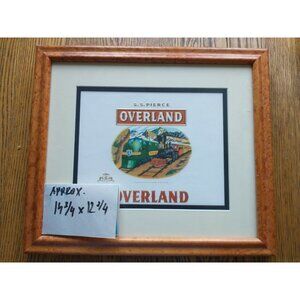 S.S. PIERCE
OVERLAND
APPROX.
14 3/4 x 12 3/4
OVERLAND